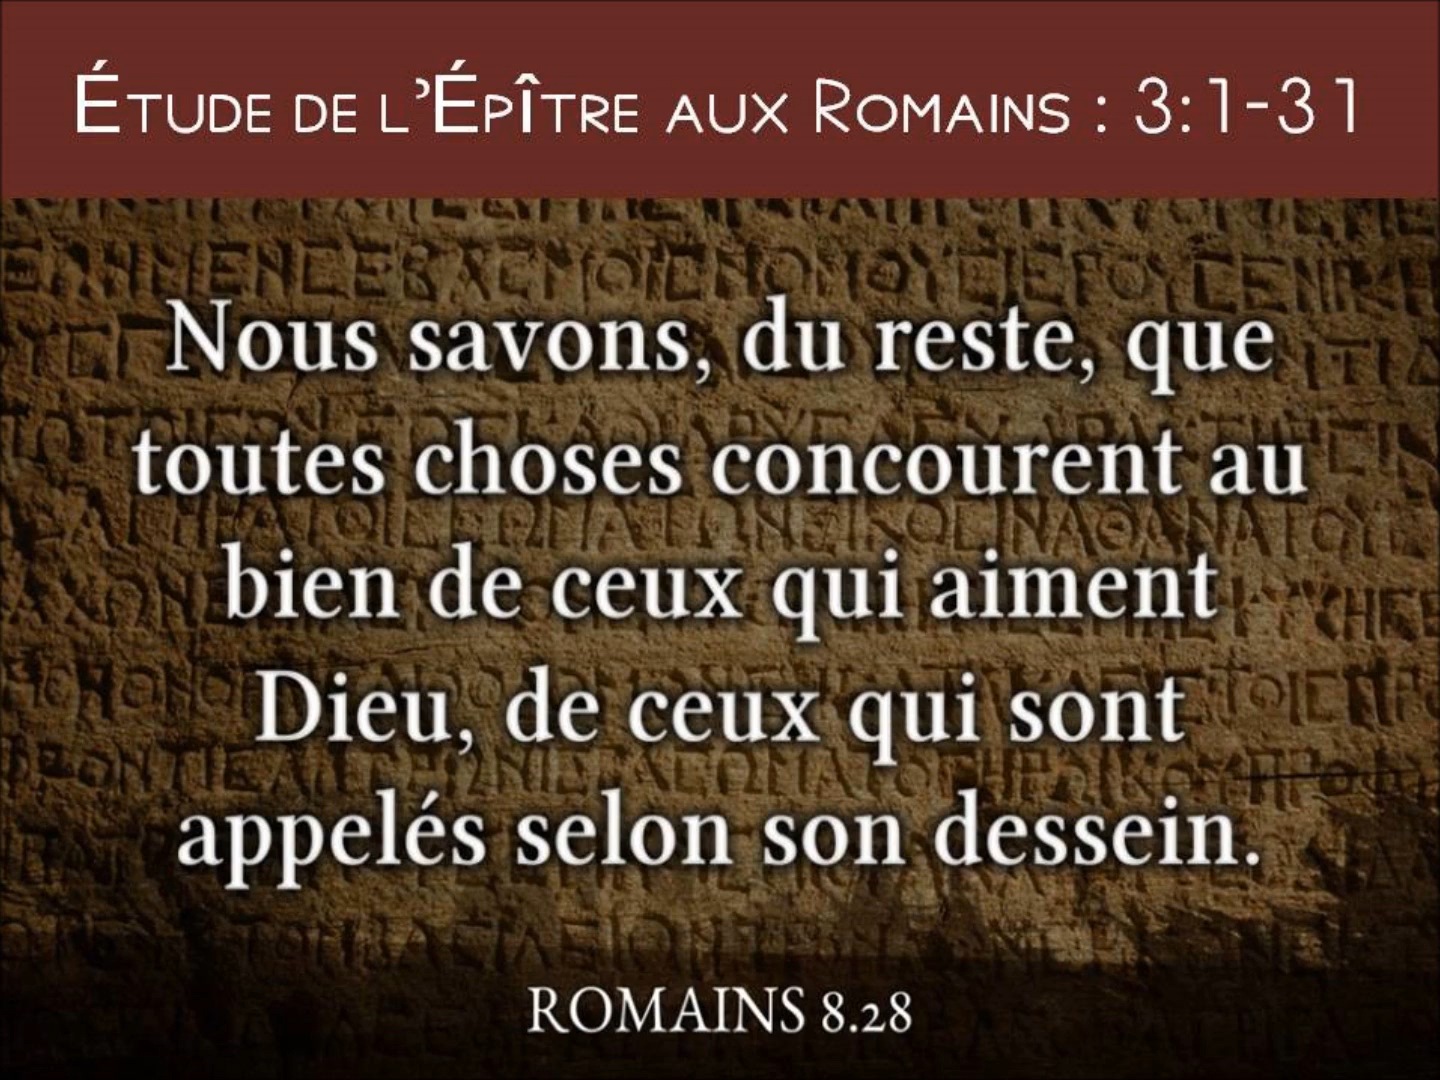 Étude de l’Épître aux Romains : 3:1-31
Nous savons, du reste, que
toutes choses concourent au
bien de ceux qui aiment
Dieu, de ceux qui sont
appelés selon son dessein.
ROMAINS 8.28